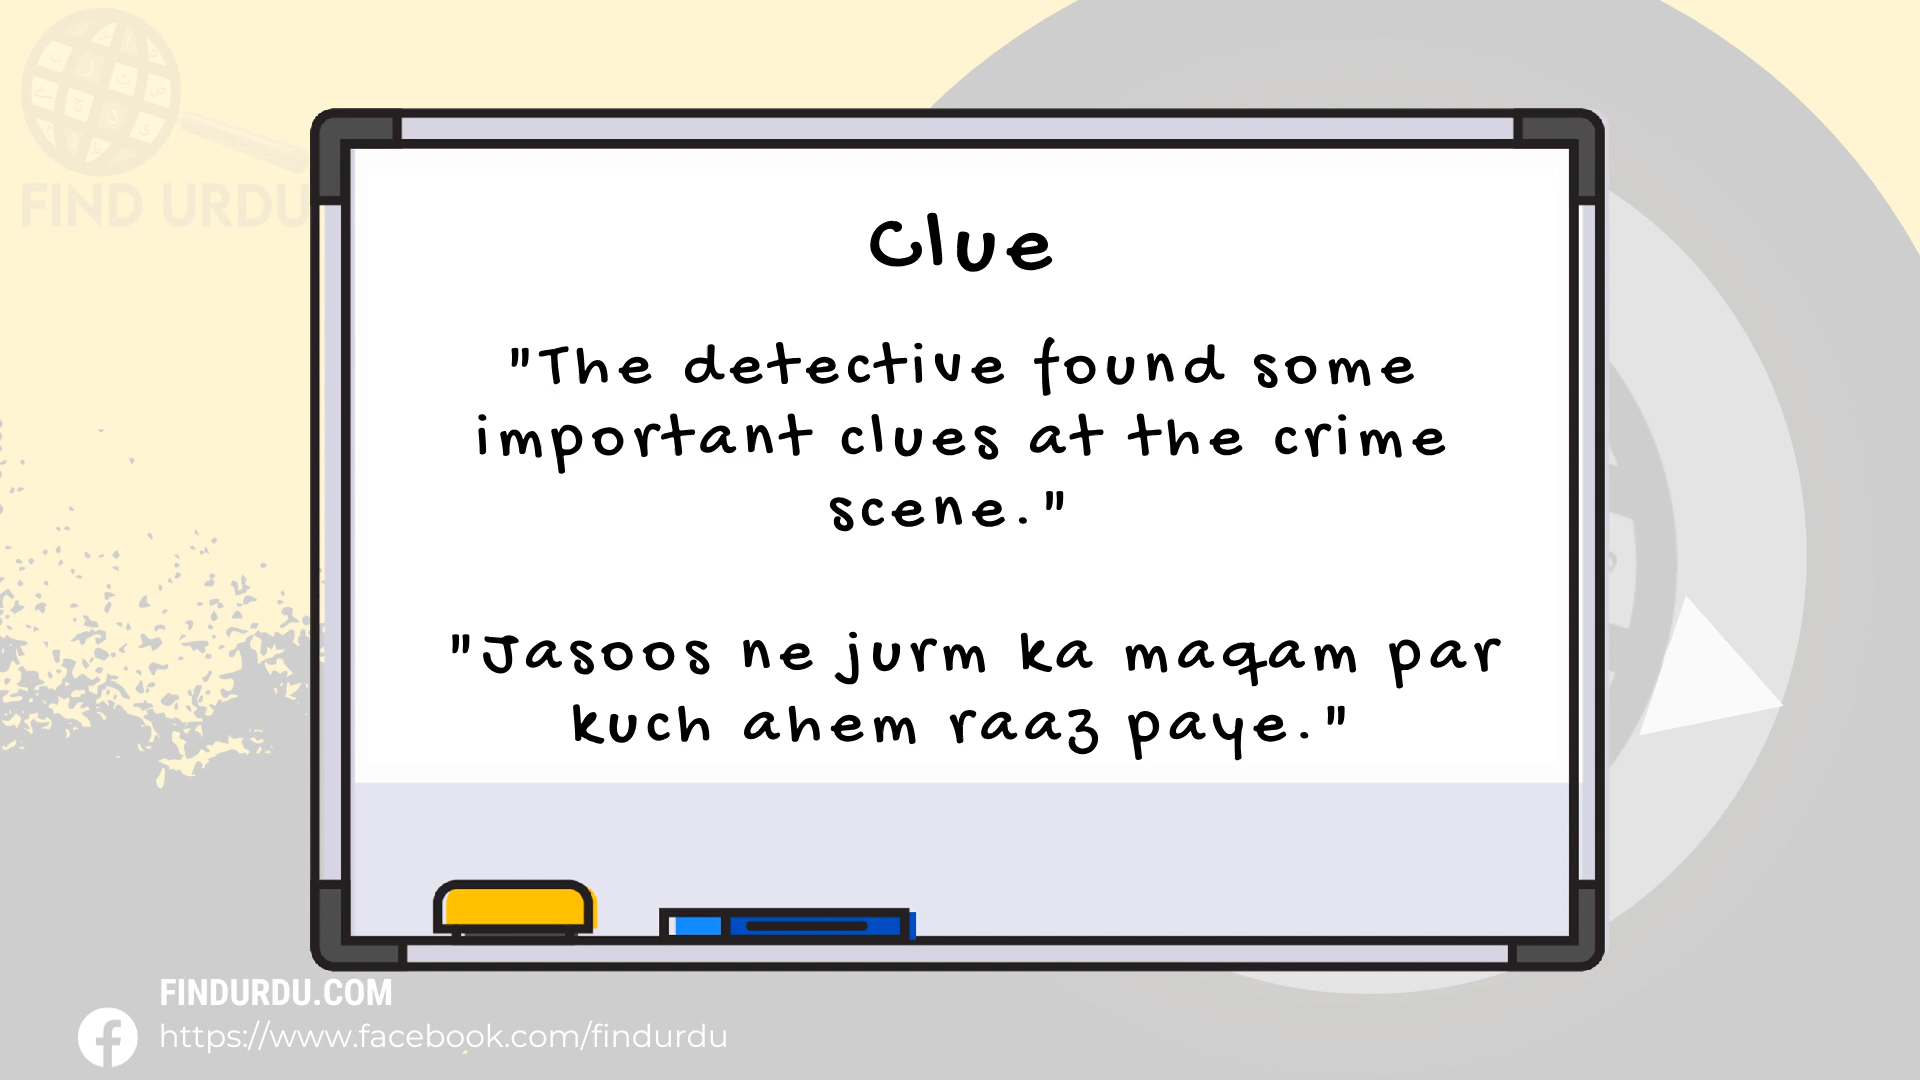 FIND URDU
Clue
"The detective found some
important clues at the crime
scene."
"Jasoos ne jurm ka maqam par
kuch ahem raaz paye."
FINDURDU.COM
https://www.facebook.com/findurdu